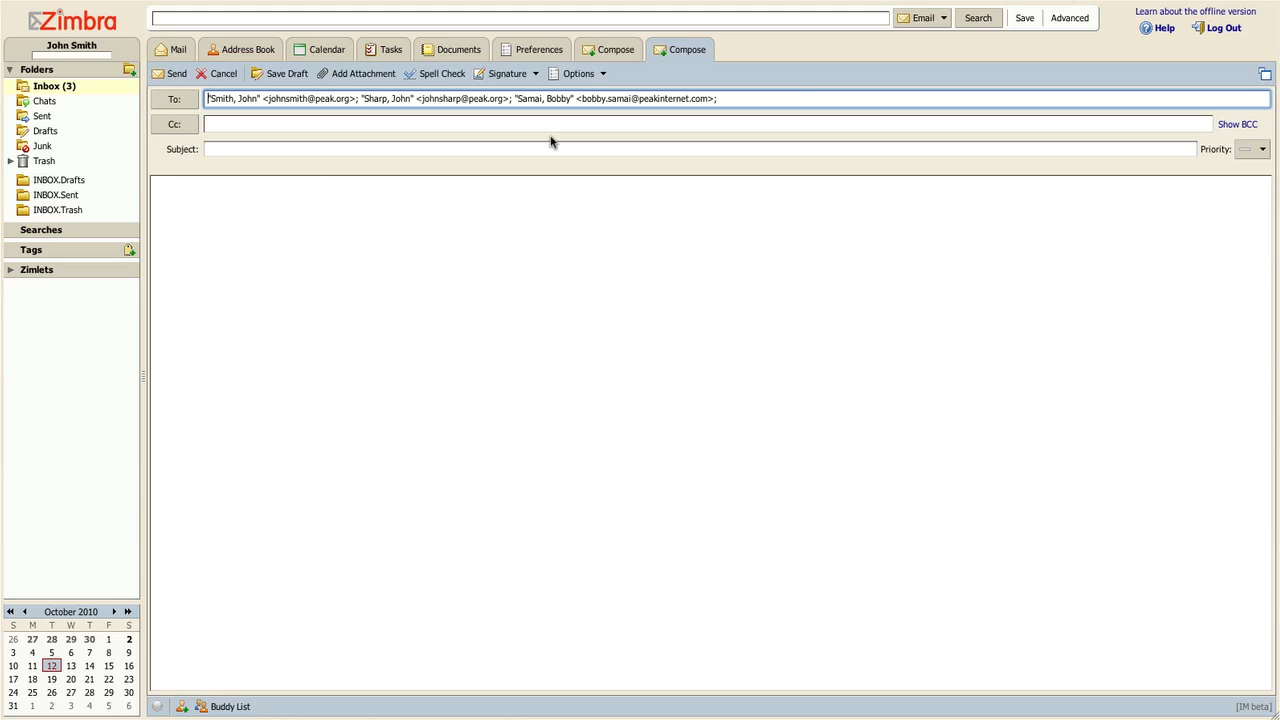 Zimbra
Email
Search
Save
Advanced
Learn about the offline version
Help
Log Out
John Smith
Mail
Address Book
Calendar
Tasks
Documents
Preferences
Compose
Compose
Folders
Inbox (3)
Chats
Sent
Drafts
Junk
Trash
INBOX.Drafts
INBOX.Sent
INBOX.Trash
Searches
Tags
Zimlets
Send
Cancel
Save Draft
Add Attachment
Spell Check
Signature
Options
To:
"Smith, John" <johnsmith@peak.org>; "Sharp, John" <johnsharp@peak.org>; "Samai, Bobby" <bobby.samai@peakinternet.com>;
Cc:
Show BCC
Subject:
Priority:
October 2010
S M T W T F S
26 27 28 29 30 1 2
3 4 5 6 7 8 9
10 11 12 13 14 15 16
17 18 19 20 21 22 23
24 25 26 27 28 29 30
31 1 2 3 4 5 6
Buddy List
[IM beta]